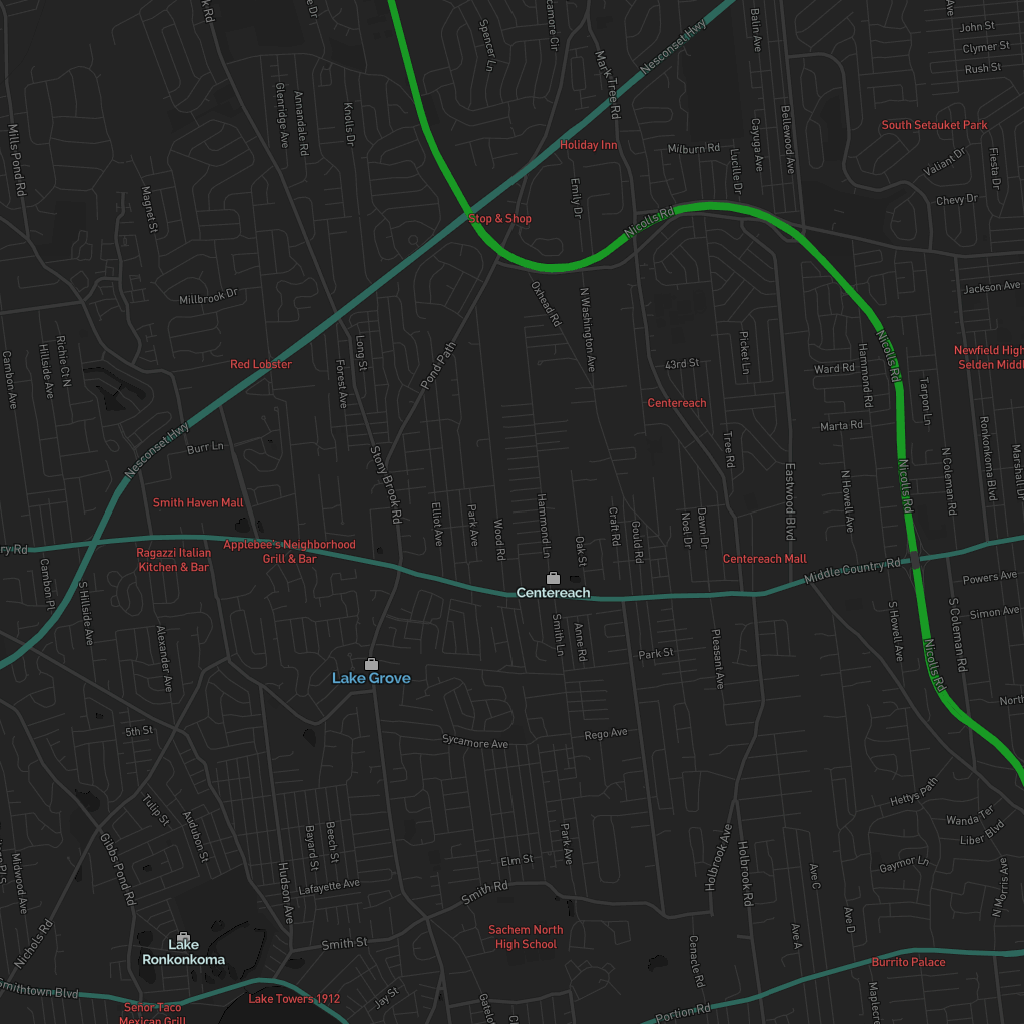 John St
Clymer St
Rush St
Spencer Ln
Mark Tree Rd
Nesconset Hwy
Balin Ave
Glenridge Ave
Annandale Rd
Knolls Dr
Bellewood Ave
Cayuga Ave
South Setauket Park
Mills Pond Rd
Holiday Inn
Milburn Rd
Lucille Dr
Valiant Dr
Fiesta Dr
Magnet St
Emily Dr
Chevy Dr
Stop & Shop
Nicolls Rd
Millbrook Dr
Oxhead Rd
N Washington Ave
Jackson Ave
Richie Ct N
Hillside Ave
Cambon Ave
Long St
Forest Ave
Pond Path
Red Lobster
43rd St
Picket Ln
Ward Rd
Hammond Rd
Nicolls Rd
Newfield High
Selden Middl
Centereach
Tarpon Ln
Marta Rd
Nesconset Hwy
Burr Ln
Stony Brook Rd
Tree Rd
Ronkonkoma Blvd
Marshall Dr
N Coleman Rd
Nicolls Rd
N Howell Ave
Eastwood Blvd
Smith Haven Mall
Elliot Ave
Park Ave
Wood Rd
Hammond Ln
Oak St
Craft Rd
Gould Rd
Noel Dr
Dawn Dr
ry Rd
Ragazzi Italian
Kitchen & Bar
Applebee's Neighborhood
Grill & Bar
Centereach Mall
Middle Country Rd
Cambon Pl
S Hillside Ave
Centereach
Powers Ave
Simon Ave
Alexander Ave
Smith Ln
Anne Rd
Park St
Pleasant Ave
S Howell Ave
S Coleman Rd
Nicolls Rd
Lake Grove
North
5th St
Sycamore Ave
Rego Ave
Tulip St
Audubon St
Gibbs Pond Rd
Hettys Path
Wanda Ter
Liber Blvd
Gaymor Ln
Midwood Ave
Bayard St
Beech St
Hudson Ave
Lafayette Ave
Elm St
Park Ave
Smith Rd
Holbrook Ave
Holbrook Rd
Ave C
Ave D
Ave A
N Morris Ave
Nichols Rd
Lake
Ronkonkoma
Smith St
Sachem North
High School
Cenacle Rd
Burrito Palace
Smithtown Blvd
Senor Taco
Mexican Grill
Lake Towers 1912
Jay St
Portion Rd